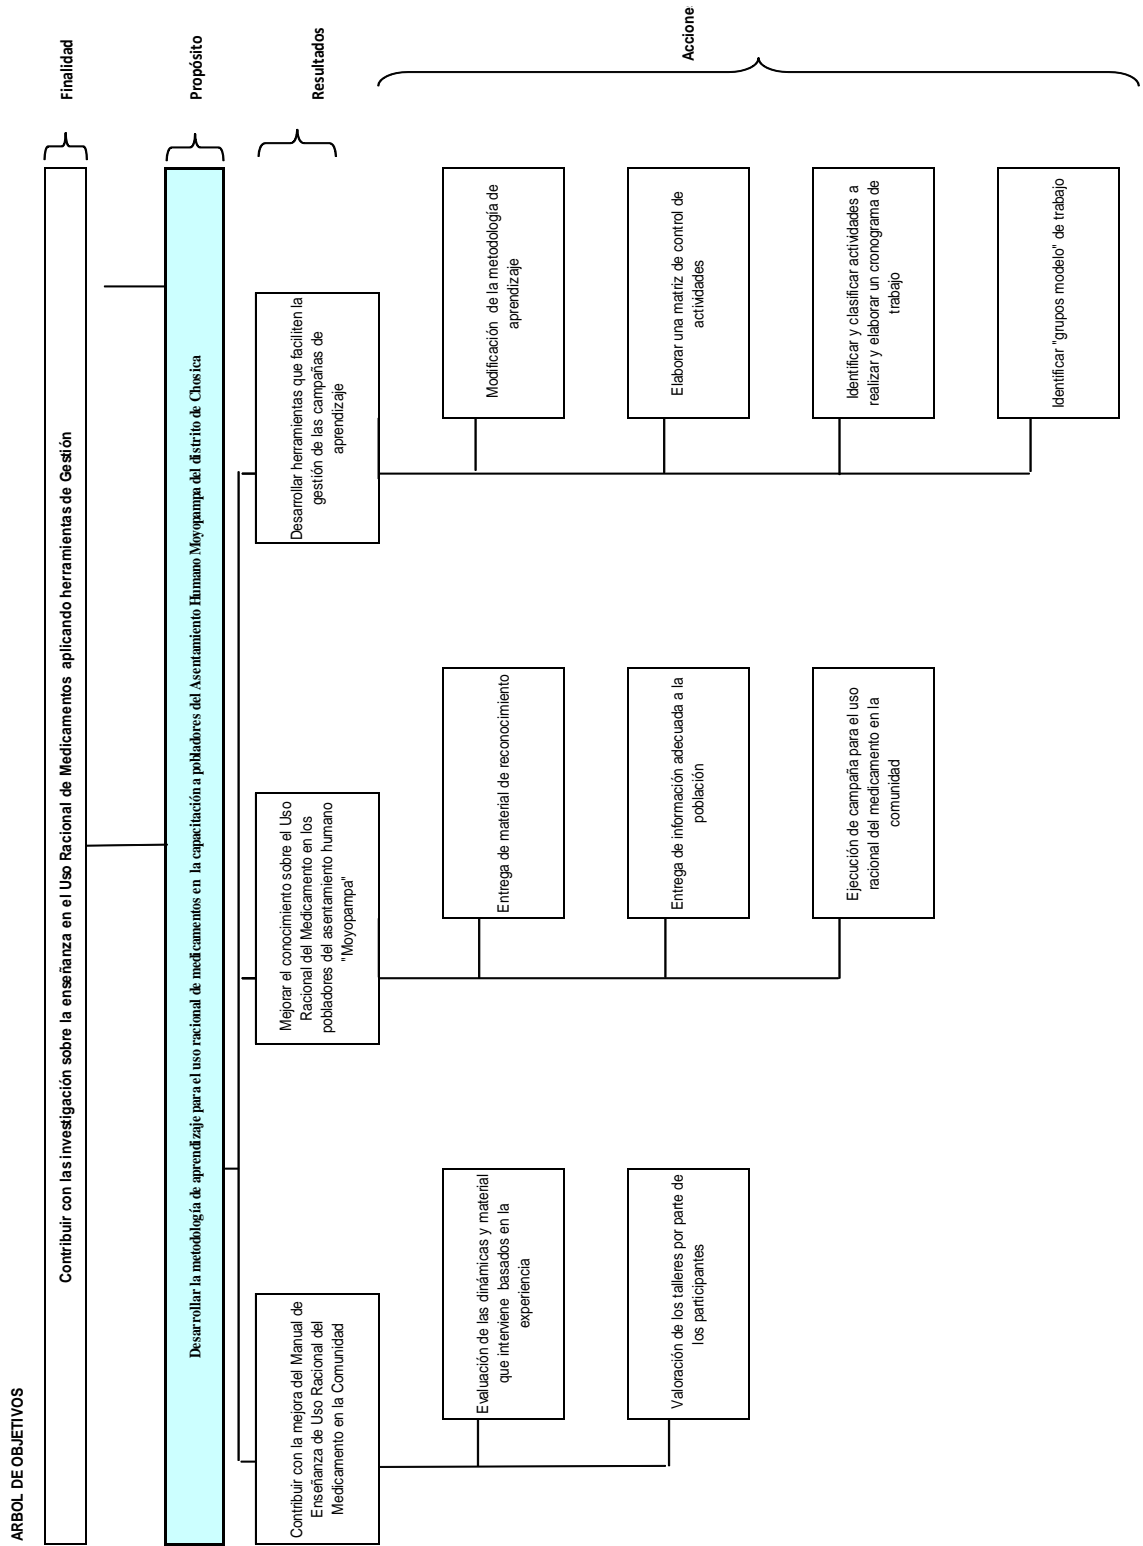 ARBOL DE OBJETIVOS
Contribuir con las investigación sobre la enseñanza en el Uso Racional de Medicamentos aplicando herramientas de Gestión
Finalidad
Desarrollar la metodología de aprendizaje para el uso racional de medicamentos en la capacitación a pobladores del Asentamiento Humano Moyopampa del distrito de Chosica
Propósito
Contribuir con la mejora del Manual de
Enseñanza de Uso Racional del
Medicamento en la Comunidad
Mejorar el conocimiento sobre el Uso
Racional del Medicamento en los
pobladores del asentamiento humano
"Moyopampa"
Desarrollar herramientas que faciliten la
gestión de las campañas de
aprendizaje
Resultados
Evaluación de las dinámicas y material
que interviene basados en la
experiencia
Entrega de material de reconocimiento
Modificación de la metodología de
aprendizaje
Valoración de los talleres por parte de
los participantes
Entrega de información adecuada a la
población
Elaborar una matriz de control de
actividades
Accione
Ejecución de campaña para el uso
racional del medicamento en la
comunidad
Identificar y clasificar actividades a
realizar y elaborar un cronograma de
trabajo
Identificar "grupos modelo" de trabajo